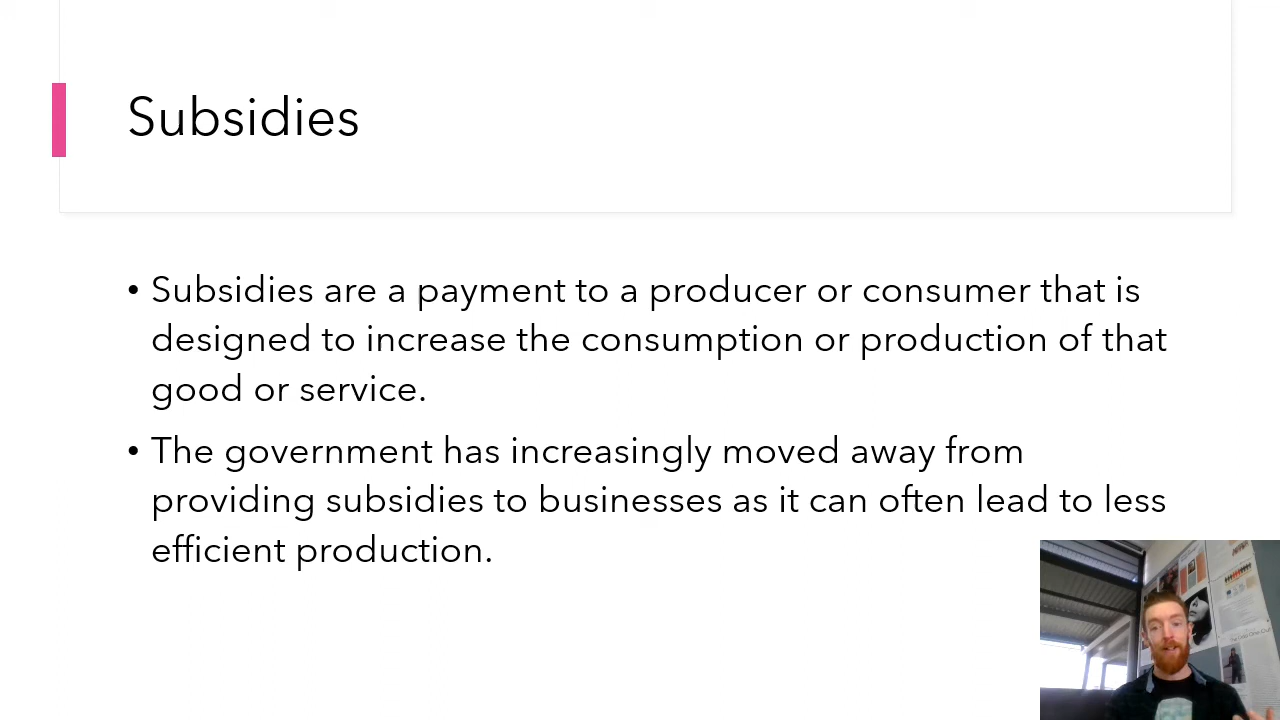 Subsidies
• Subsidies are a payment to a producer or consumer that is
designed to increase the consumption or production of that
good or service.
• The government has increasingly moved away from
providing subsidies to businesses as it can often lead to less
efficient production.